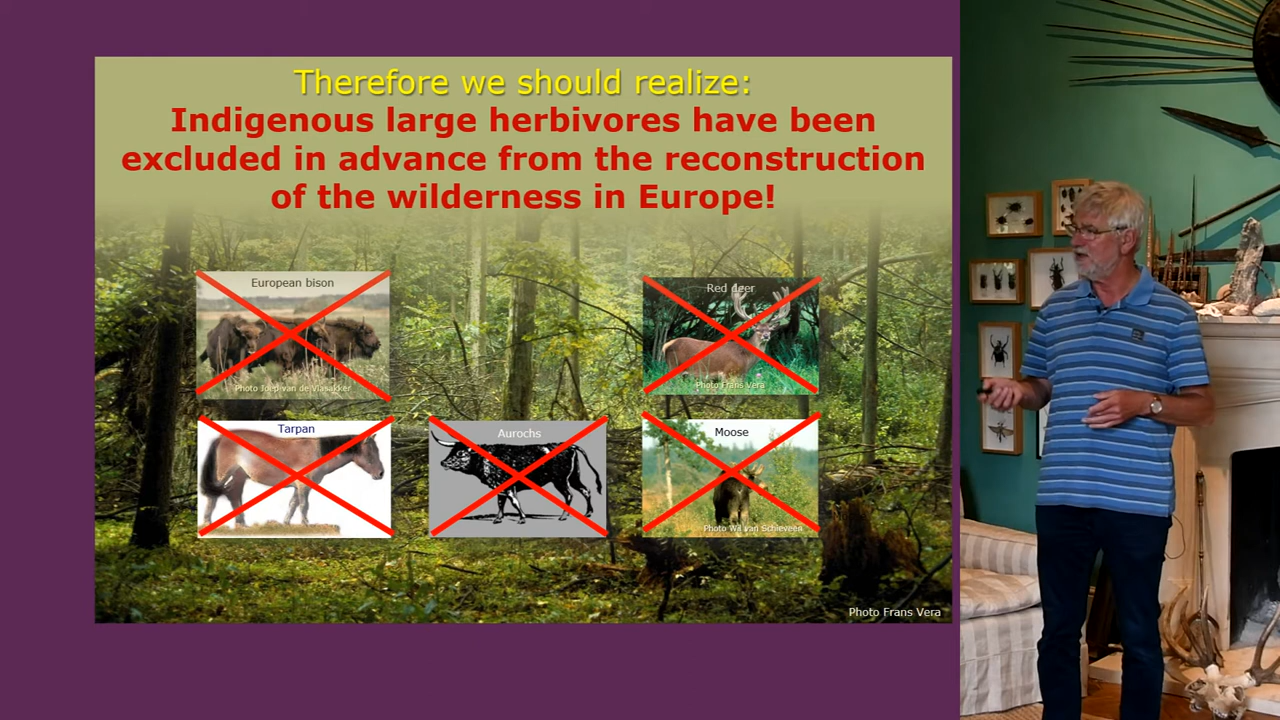 Therefore we should realize:
Indigenous large herbivores have been
excluded in advance from the reconstruction
of the wilderness in Europe!
European bison
Photo Joep van de Vlasakker
Red deer
Photo Frans Vera
Tarpan
Aurochs
Moose
Photo Wil van Schieveen
Photo Frans Vera